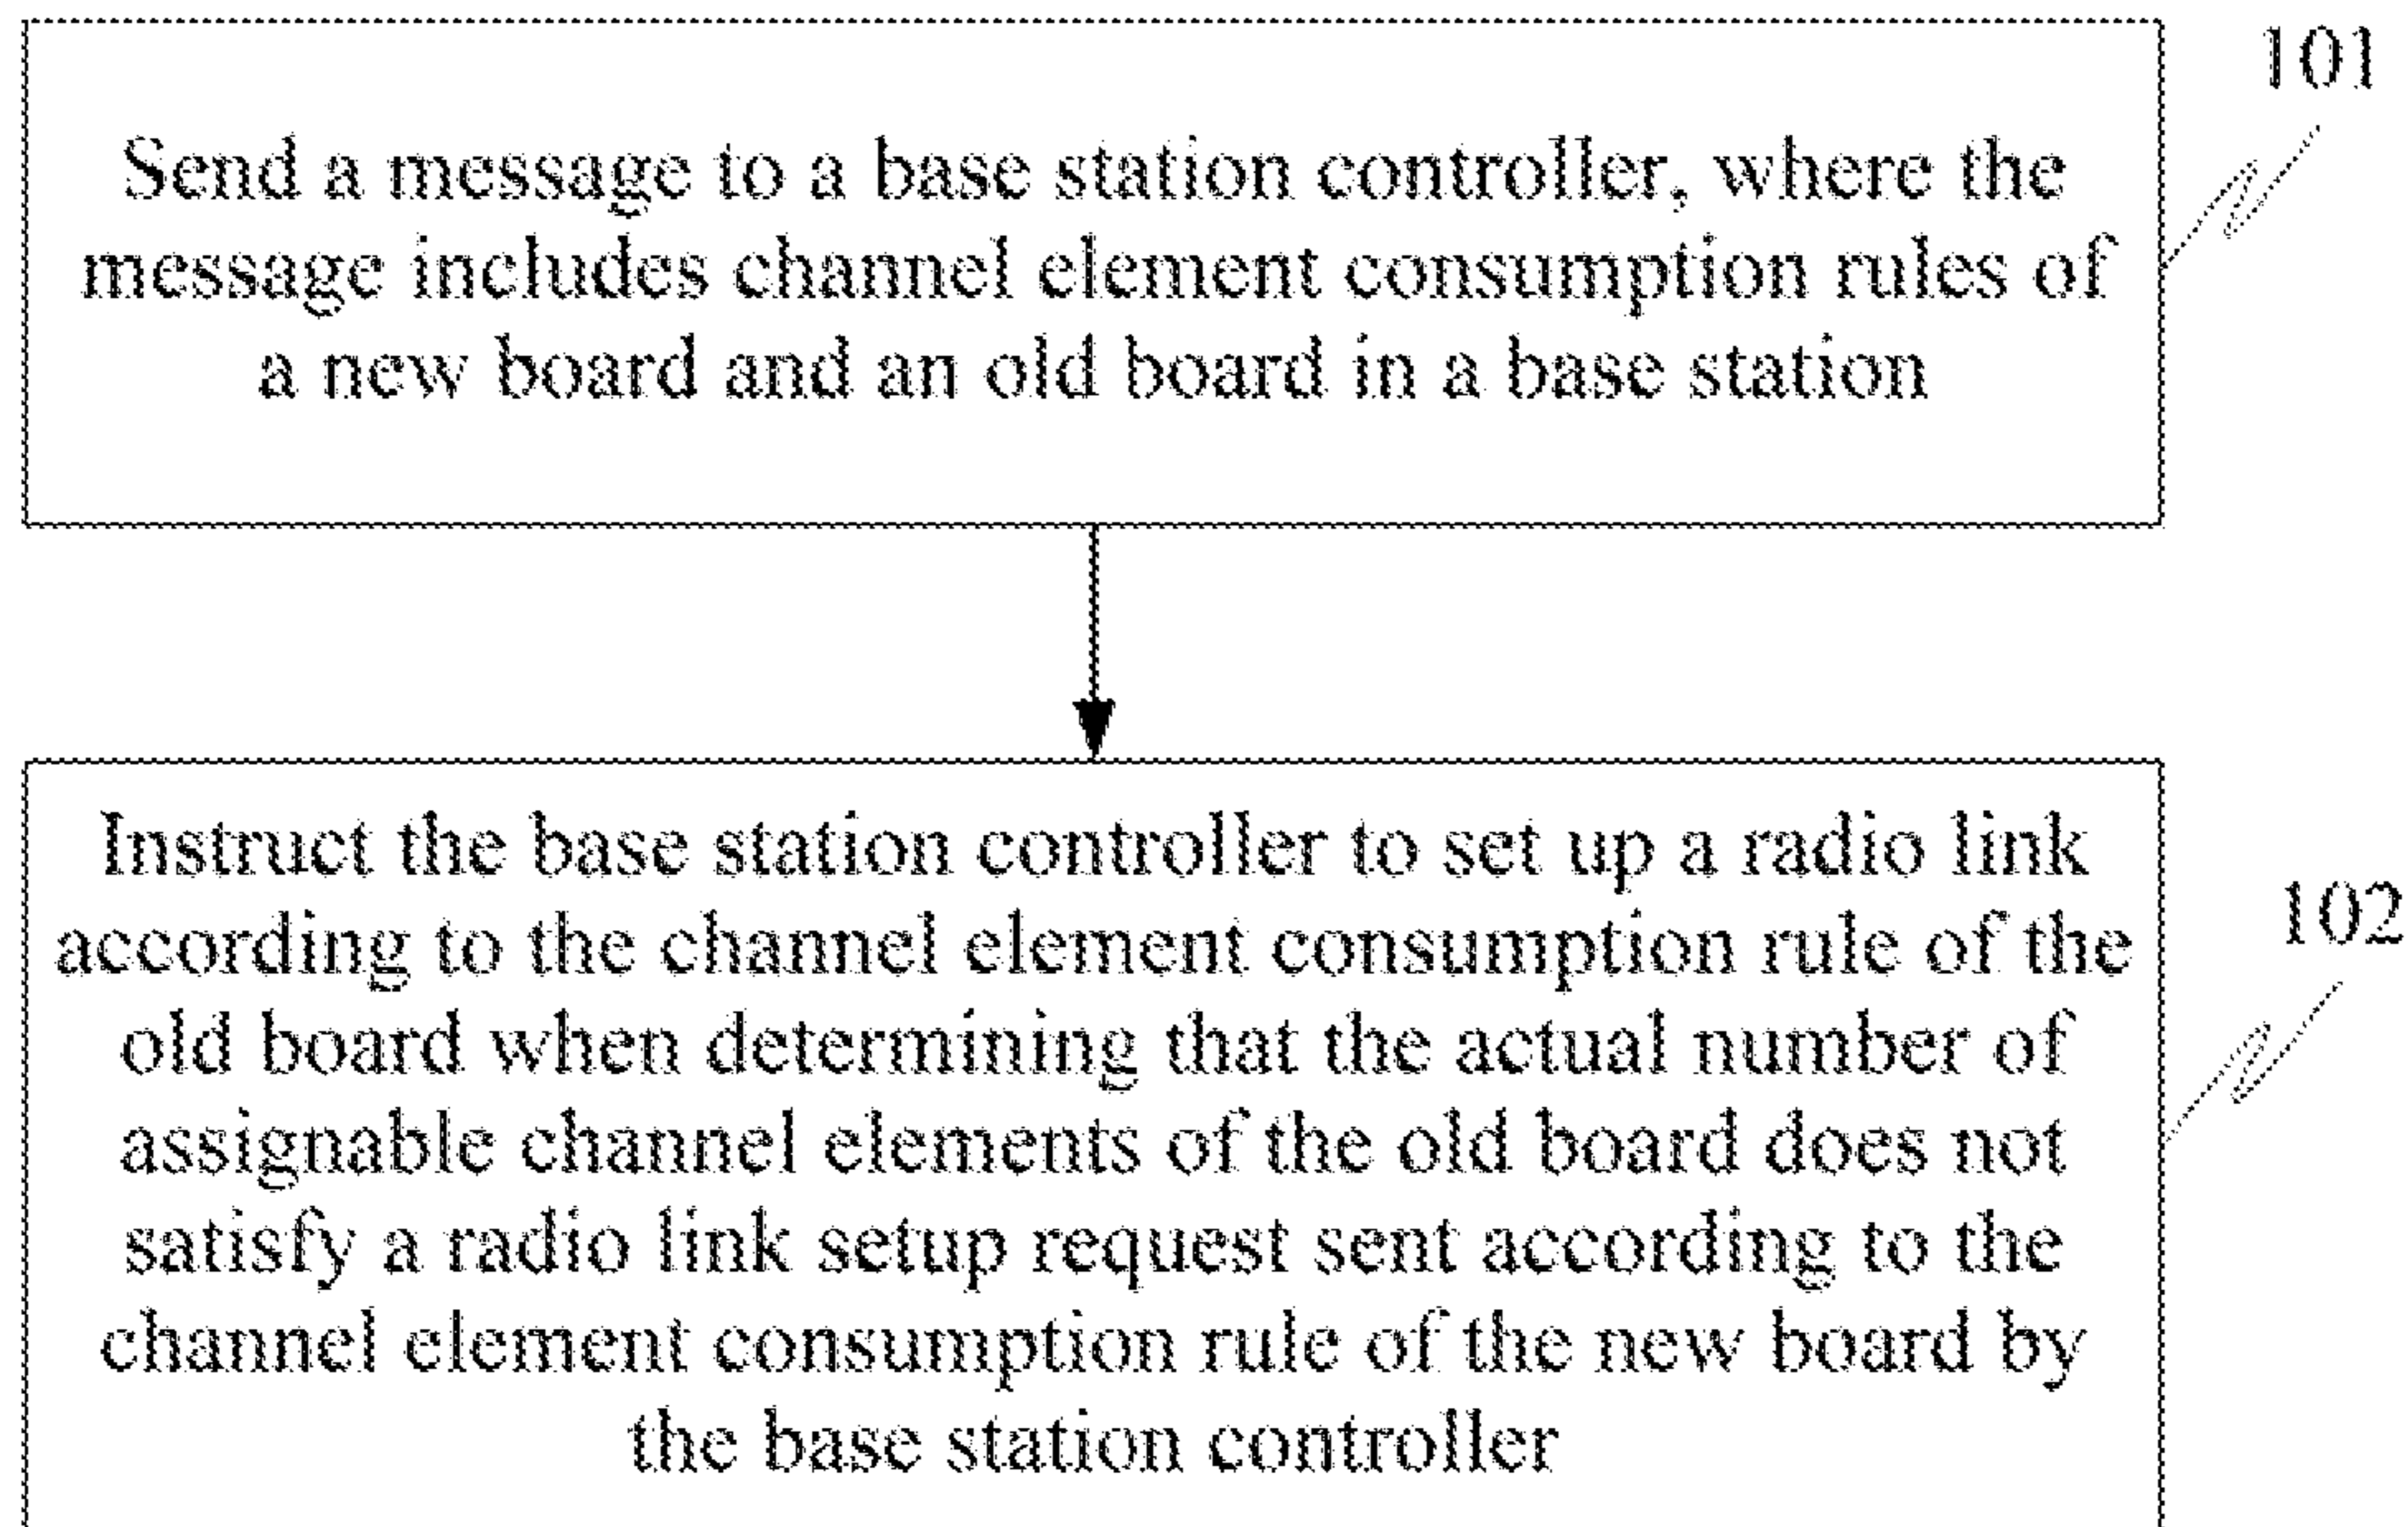 101
Send a message to a base station controller, where the
message includes channel element consumption rules of
a new board and an old board in a base station
Instruct the base station controller to set up a radio link
102
according to the channel element consumption rule of the
old board when determining that the actual number of
assignable channel elements of the old board does not
satisfy a radio link setup request sent according to the
channel element consumption rule of the new board by
the base station controller